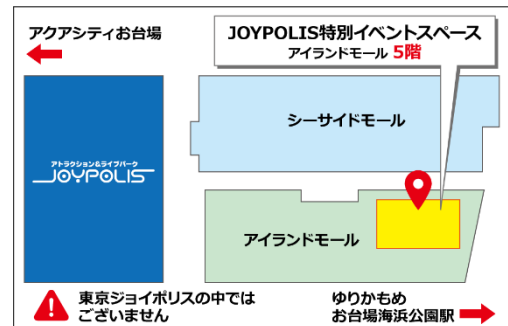 アクアシティお台場
JOYPOLIS特別イベントスペース
アイランドモール 5階
シーサイドモール
アトラクション&ライブパーク
JOYPOLIS
アイランドモール
東京ジョイポリスの中では
ございません
ゆりかもめ
お台場海浜公園駅